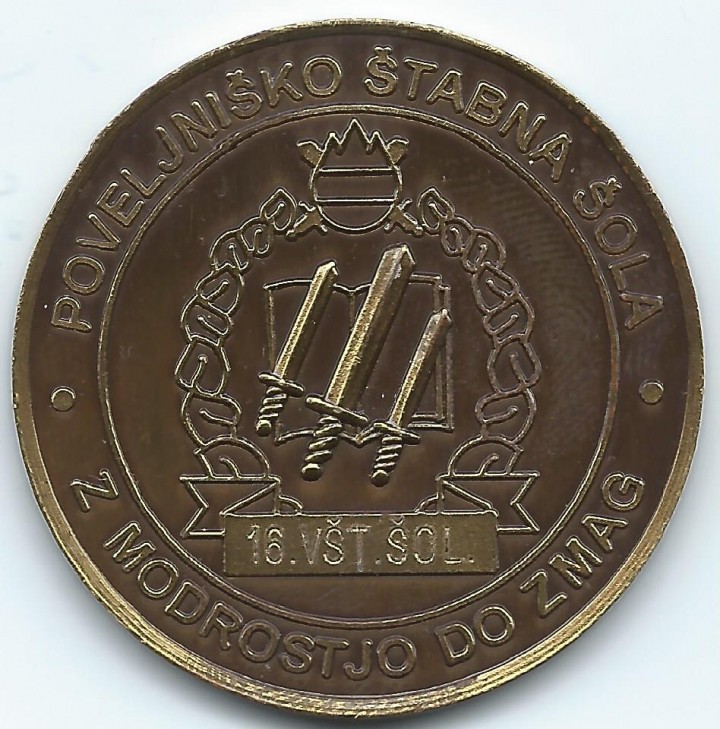 POVELJNIŠKO ŠTABNA ŠOLA
16.VŠT.ŠOL.
Z MODROSTJO DO ZMAG